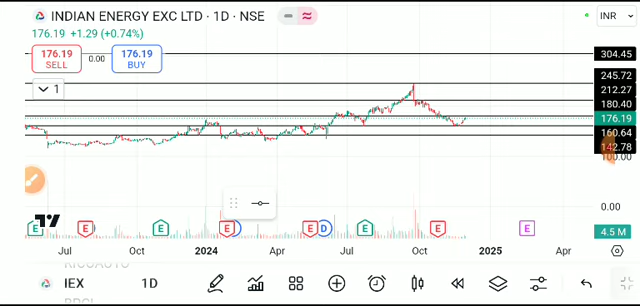 INDIAN ENERGY EXC LTD · 1D · NSE
INR
176.19 +1.29 (+0.74%)
176.19
SELL
0.00
176.19
BUY
1
304.45
245.72
212.27
180.40
176.19
160.64
142.78
100.00
0.00
4.5 M
E E E E D E D E E E
Jul Oct 2024 Apr Jul Oct 2025 Apr
RICOAUTO
IEX 1D